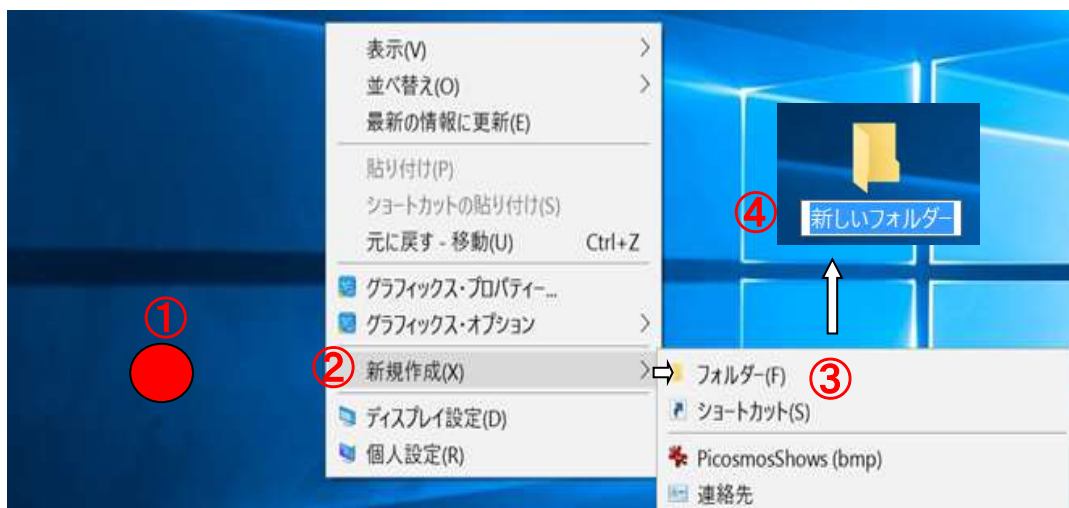 表示(V)
並べ替え(O)
最新の情報に更新(E)
貼り付け(P)
ショートカットの貼り付け(S)
元に戻す - 移動(U) Ctrl+Z
グラフィックス・プロパティー...
グラフィックス・オプション
①
② 新規作成(X)
ディスプレイ設定(D)
個人設定(R)
フォルダー(F) ③
ショートカット(S)
PicosmosShows (bmp)
連絡先
④ 新しいフォルダー